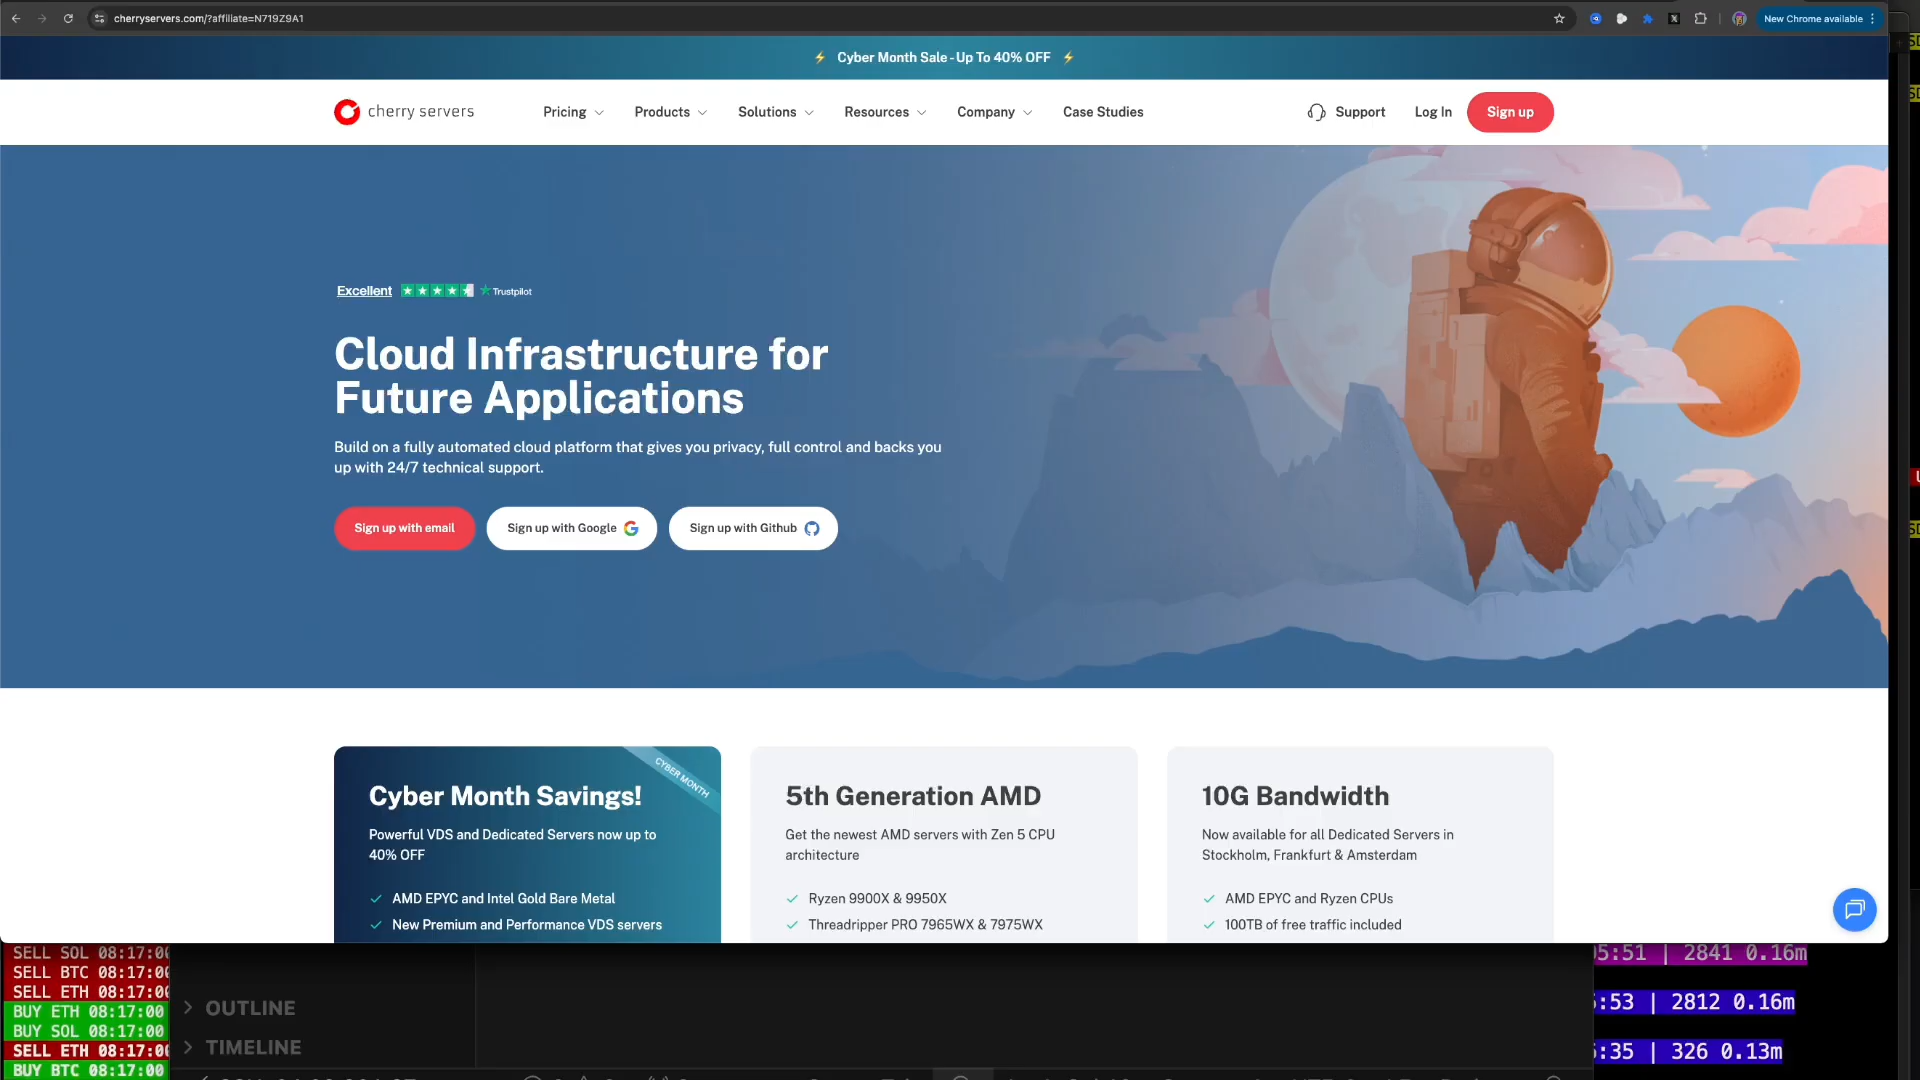 cherryservers.com/?affiliate=N719Z9A1
New Chrome available
⚡ Cyber Month Sale - Up To 40% OFF ⚡
cherry servers
Pricing
Products
Solutions
Resources
Company
Case Studies
Support
Log In
Sign up
Excellent
Trustpilot
Cloud Infrastructure for
Future Applications
Build on a fully automated cloud platform that gives you privacy, full control and backs you
up with 24/7 technical support.
Sign up with email
Sign up with Google
Sign up with Github
CYBER MONTH
Cyber Month Savings!
Powerful VDS and Dedicated Servers now up to
40% OFF
AMD EPYC and Intel Gold Bare Metal
New Premium and Performance VDS servers
5th Generation AMD
Get the newest AMD servers with Zen 5 CPU
architecture
Ryzen 9900X & 9950X
Threadripper PRO 7965WX & 7975WX
10G Bandwidth
Now available for all Dedicated Servers in
Stockholm, Frankfurt & Amsterdam
AMD EPYC and Ryzen CPUs
100TB of free traffic included
SELL SOL 08:17:00
SELL BTC 08:17:00
SELL ETH 08:17:00
BUY ETH 08:17:00
BUY SOL 08:17:00
SELL ETH 08:17:00
BUY BTC 08:17:00
OUTLINE
TIMELINE
5:51 | 2841 0.16m
:53 | 2812 0.16m
:35 | 326 0.13m